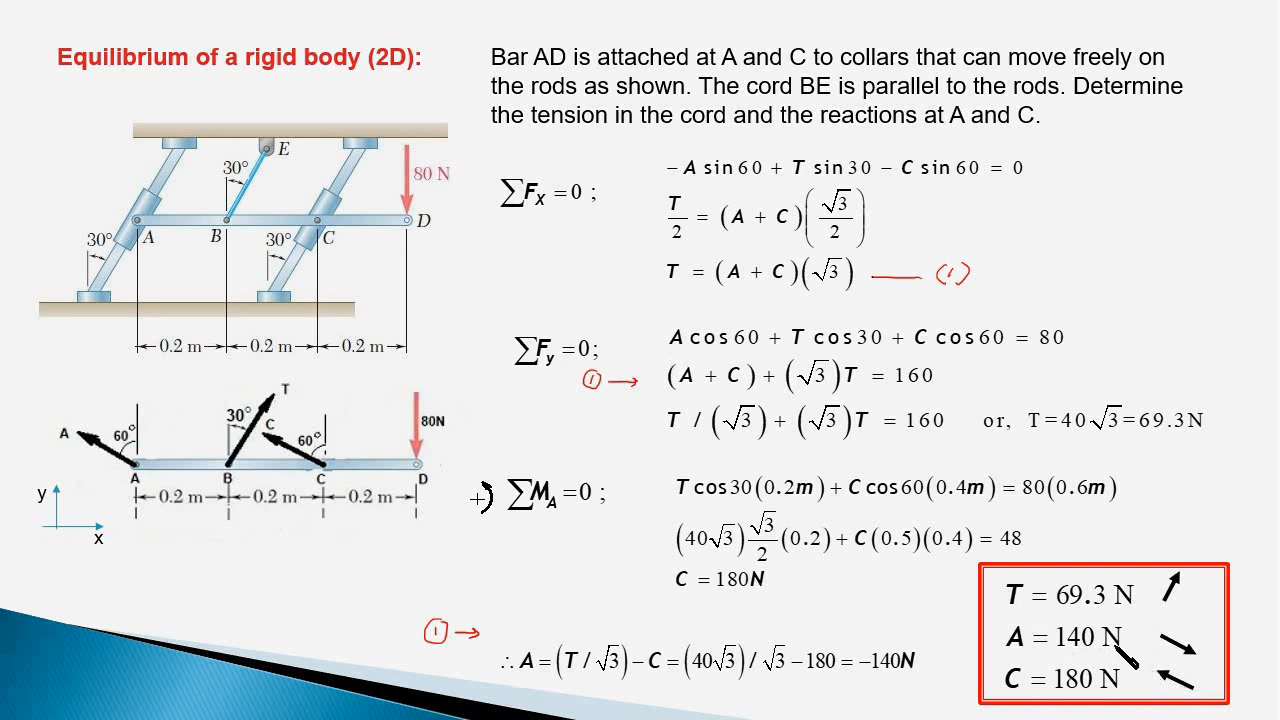 Equilibrium of a rigid body (2D):
Bar AD is attached at A and C to collars that can move freely on
the rods as shown. The cord BE is parallel to the rods. Determine
the tension in the cord and the reactions at A and C.
E
30°
80 N
A
B
C
D
30°
30°
0.2 m
0.2 m
0.2 m
T
30°
C
80N
A
60°
60°
A
B
C
D
0.2 m
0.2 m
0.2 m
y
x
∑Fx = 0 ;
− A sin 60 + T sin 30 − C sin 60 = 0
T/2 = (A + C)(√3/2)
T = (A + C)(√3) —— (1)
∑Fy = 0;
A cos 60 + T cos 30 + C cos 60 = 80
① → (A + C) + (√3)T = 160
T / (√3) + (√3)T = 160 or, T=40√3=69.3N
+) ∑MA = 0 ;
T cos 30(0.2m) + C cos 60(0.4m) = 80(0.6m)
(40√3) √3/2 (0.2) + C(0.5)(0.4) = 48
C = 180N
① →
∴ A = (T / √3) − C = (40√3) / √3 − 180 = −140N
T = 69.3 N
A = 140 N
C = 180 N